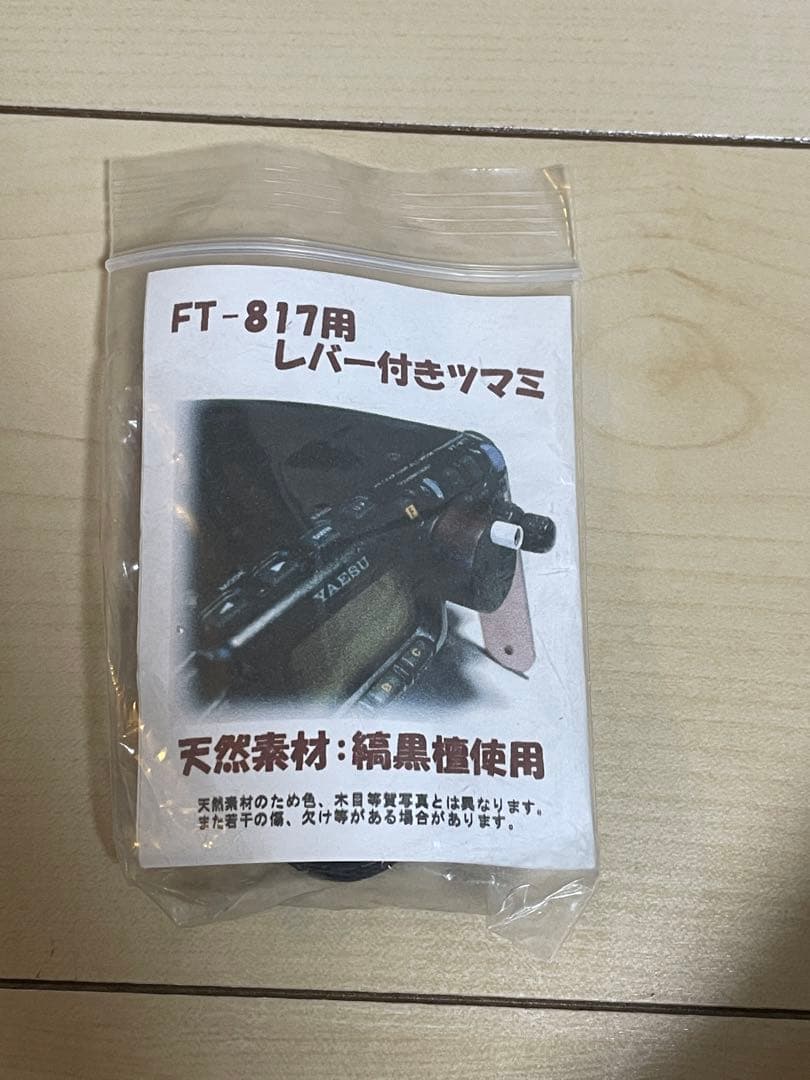 FT-817用
レバー付きツマミ
YAESU
天然素材:縞黒檀使用
天然素材のため色、木目等賀写真とは異なります。
また若干の傷、欠け等がある場合があります。